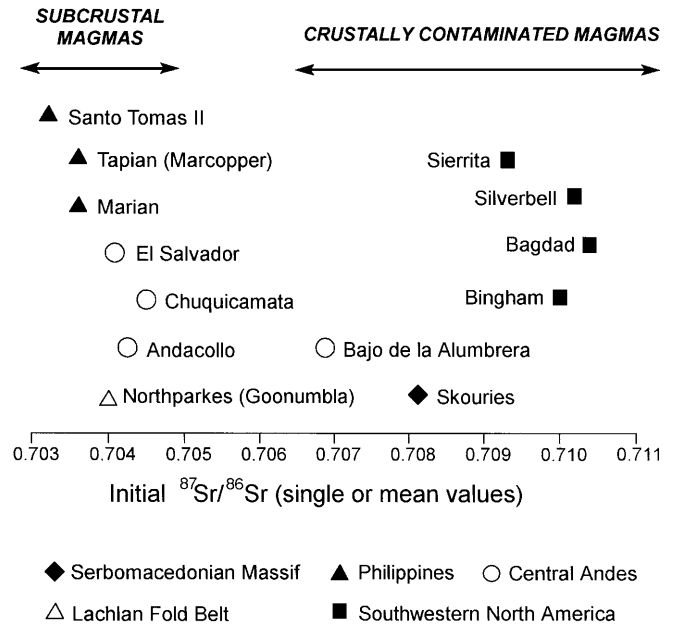 SUBCRUSTAL
MAGMAS
CRUSTALLY CONTAMINATED MAGMAS
Santo Tomas II
Tapian (Marcopper)
Sierrita
Marian
Silverbell
El Salvador
Bagdad
Chuquicamata
Bingham
Andacollo
Bajo de la Alumbrera
Northparkes (Goonumbla)
Skouries
0.703 0.704 0.705 0.706 0.707 0.708 0.709 0.710 0.711
Initial 87Sr/86Sr (single or mean values)
Serbomacedonian Massif Philippines Central Andes
Lachlan Fold Belt Southwestern North America